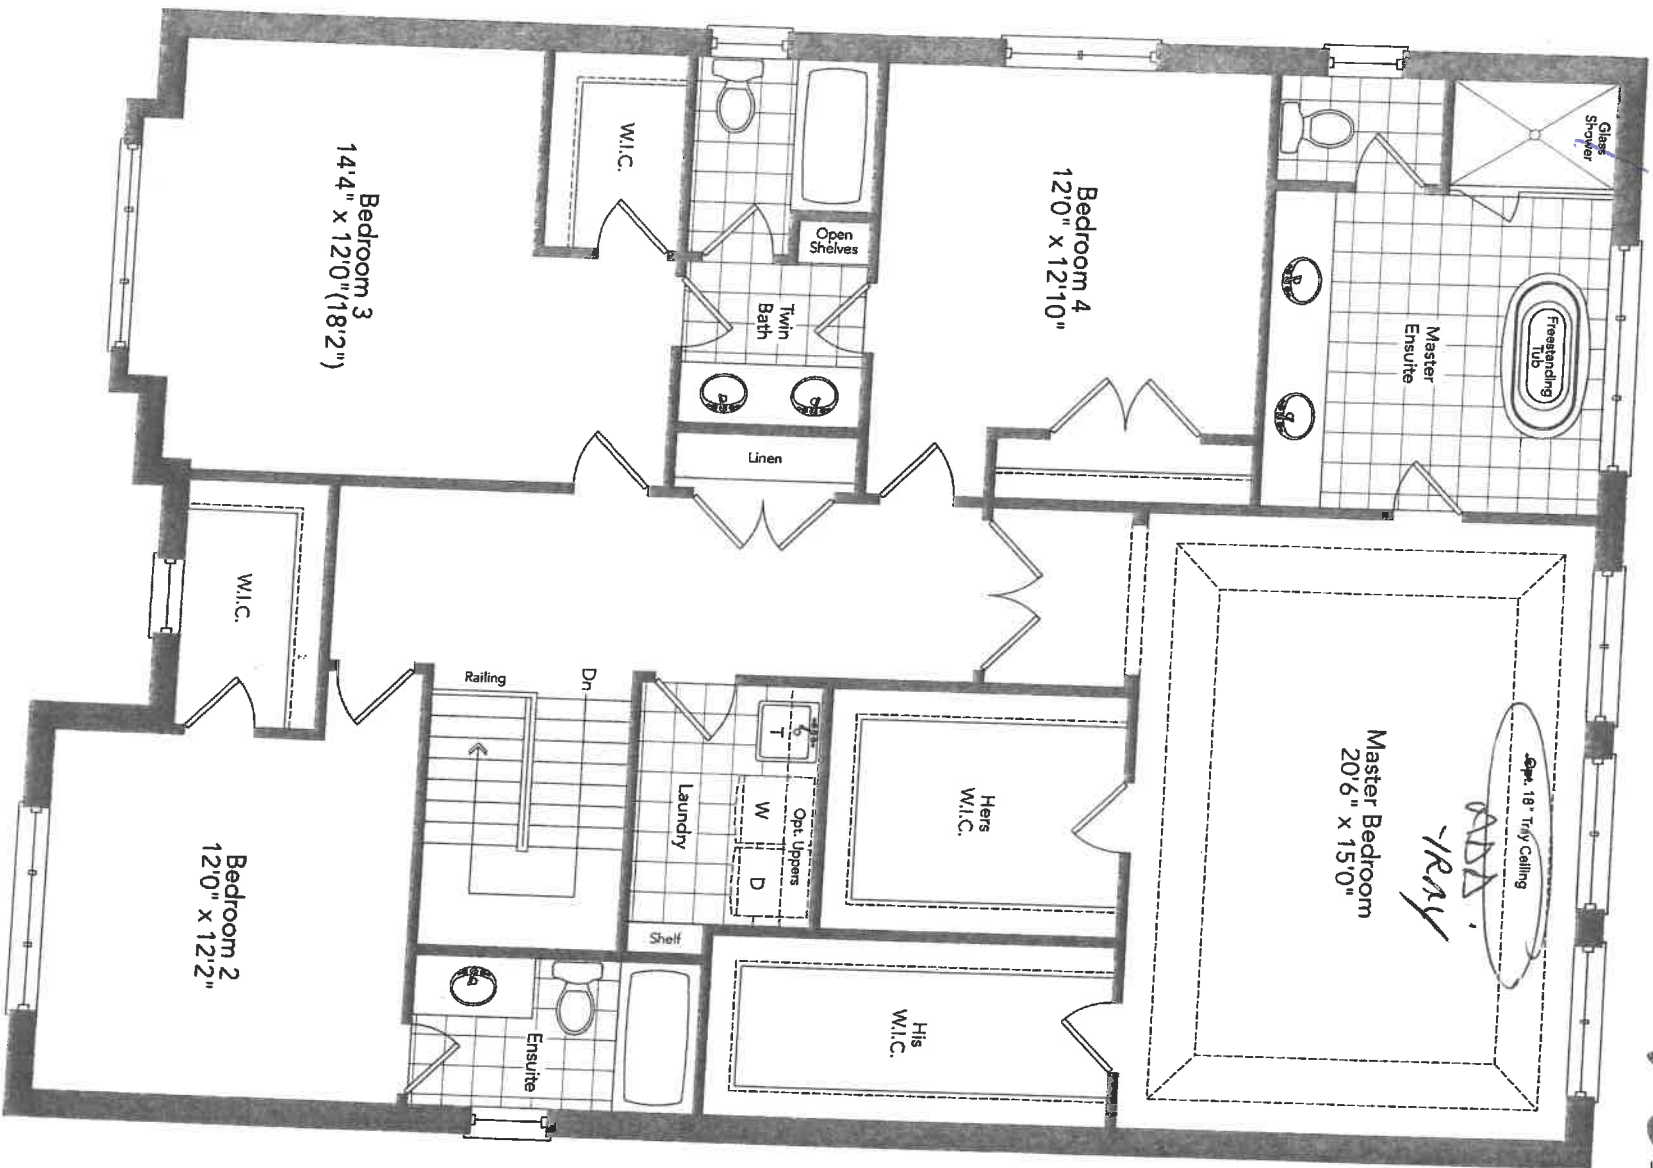 Glass
Shower
Freestanding
Tub
Master
Ensuite
Bedroom 4
12'0" x 12'10"
Open
Shelves
Twin
Bath
W.I.C.
Bedroom 3
14'4" x 12'0"(18'2")
Linen
Opt. 18" Tray Ceiling
ADD.
TRAY
Master Bedroom
20'6" x 15'0"
Hers
W.I.C.
His
W.I.C.
T
W
D
Opt. Uppers
Laundry
Shelf
Dn
Railing
W.I.C.
Ensuite
Bedroom 2
12'0" x 12'2"